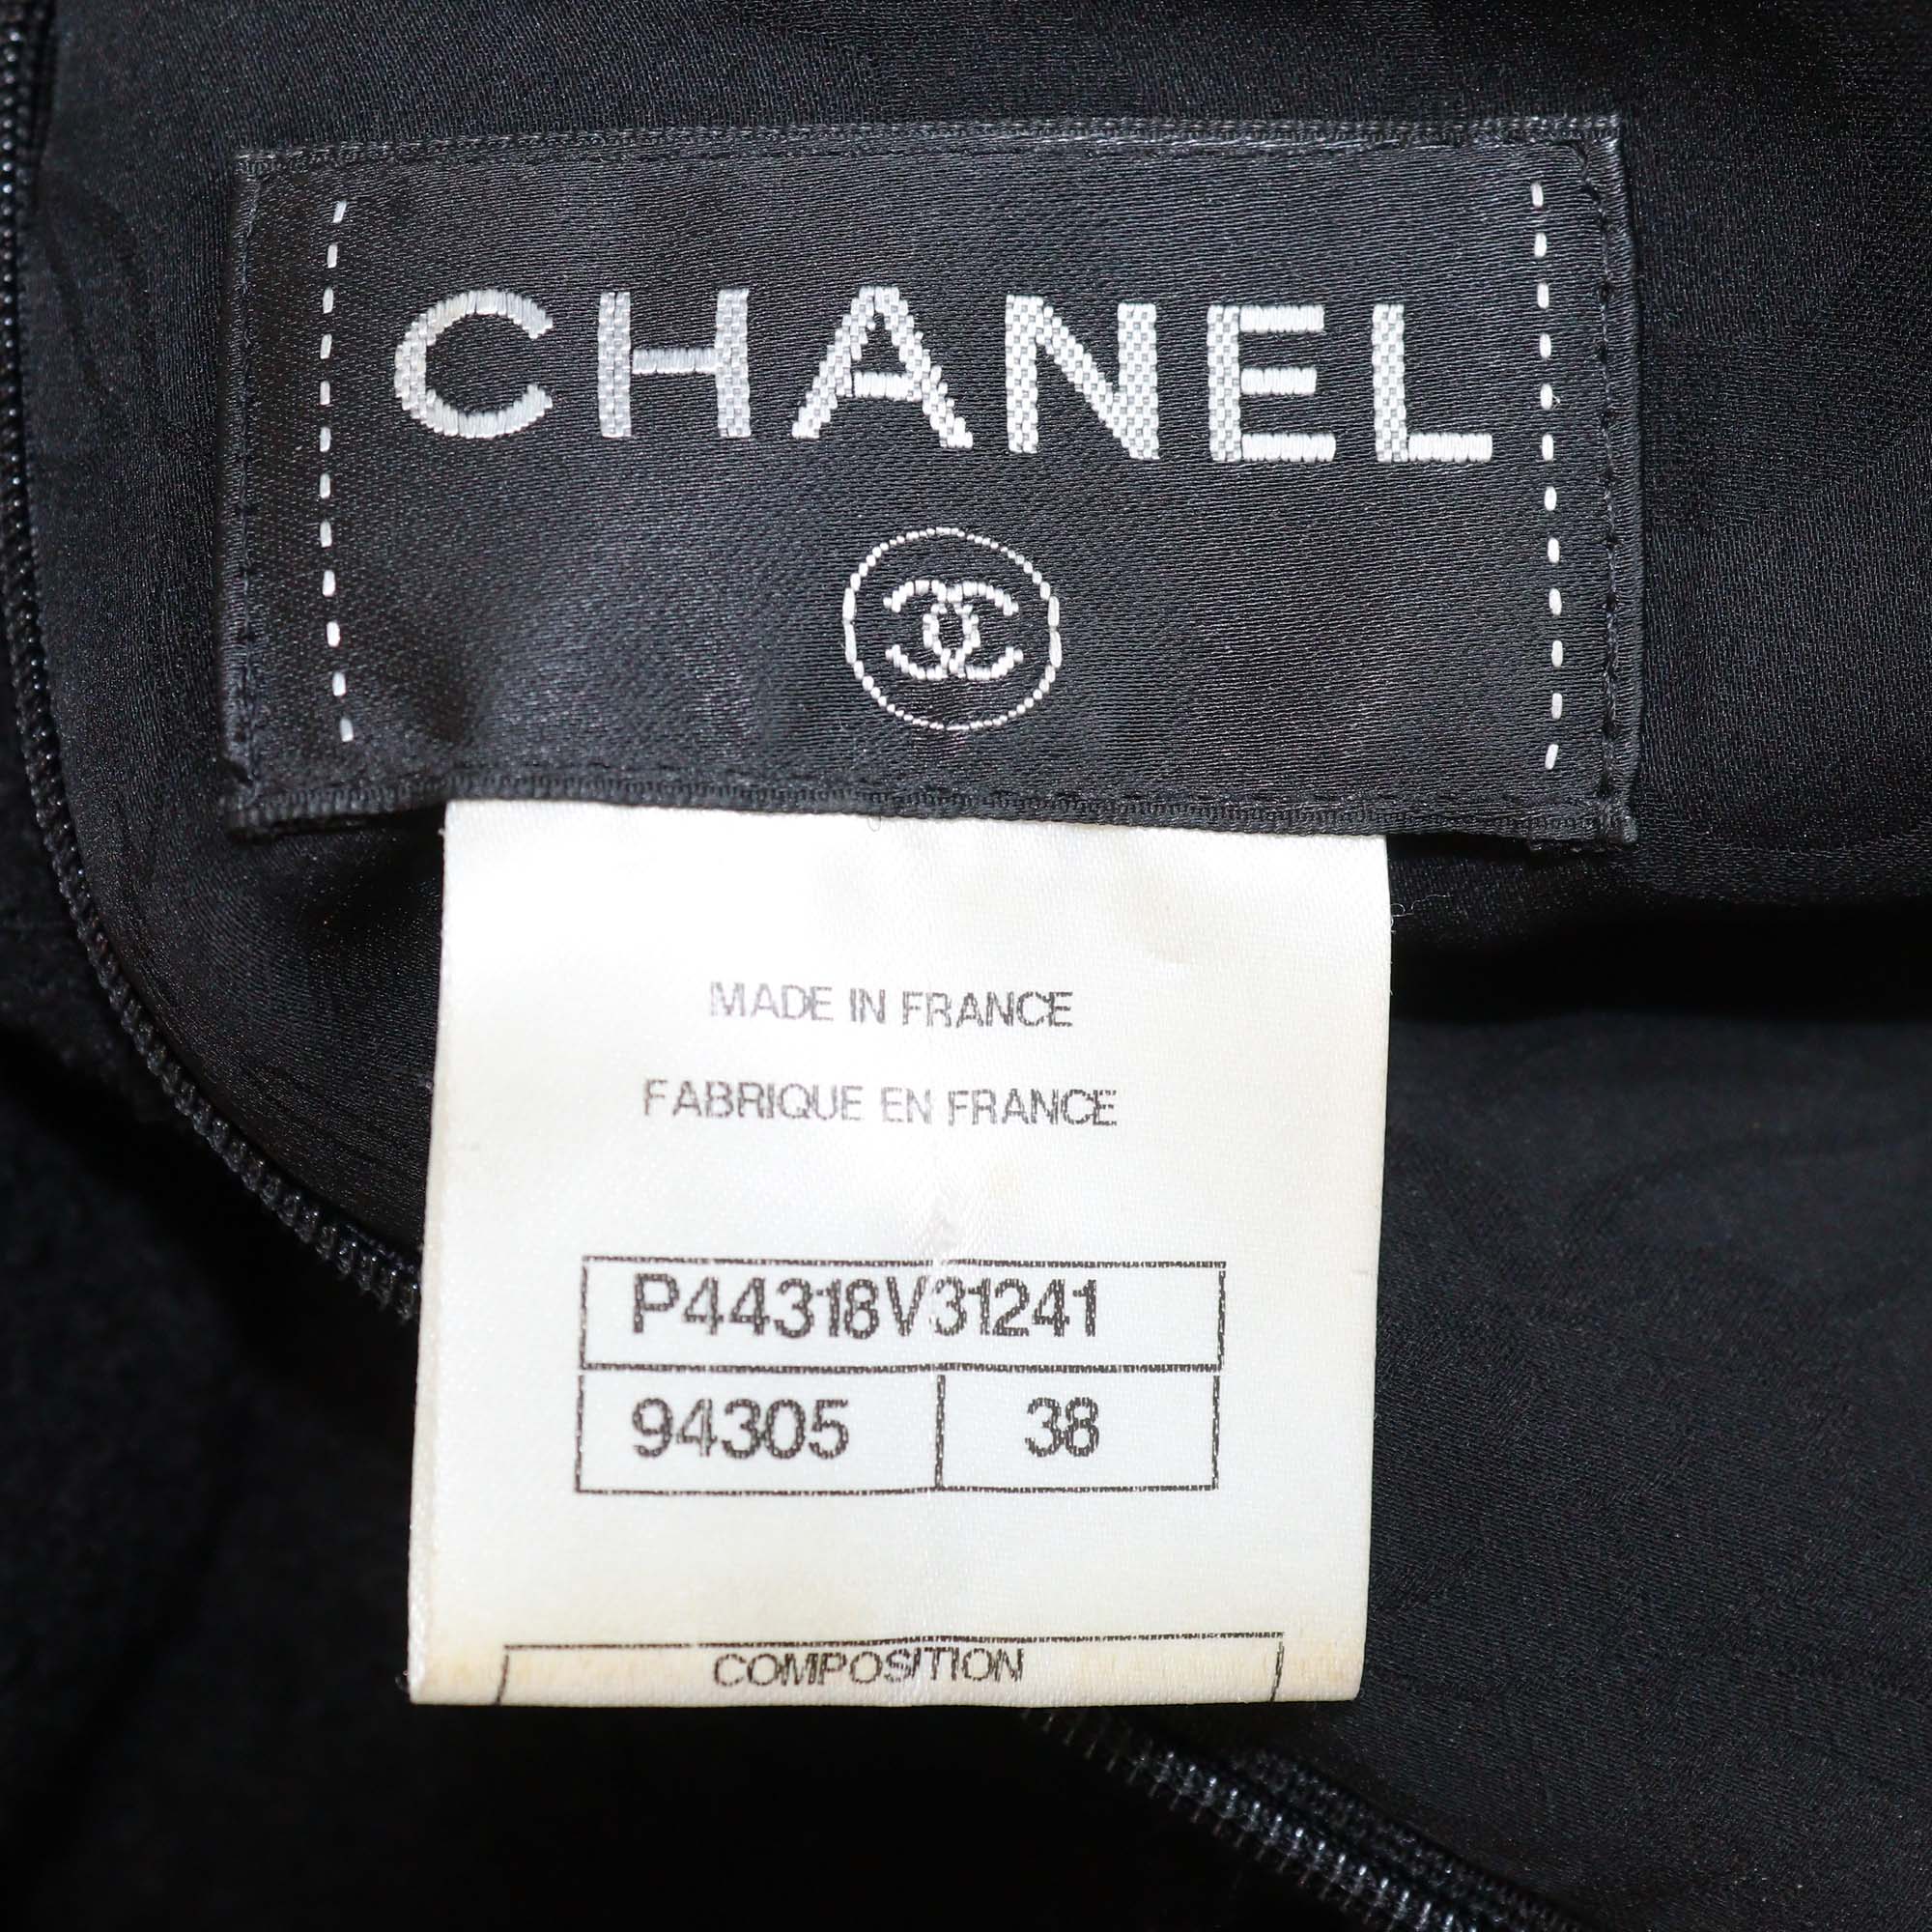 CHANEL
MADE IN FRANCE
FABRIQUE EN FRANCE
P44318V31241
94305 38
COMPOSITION